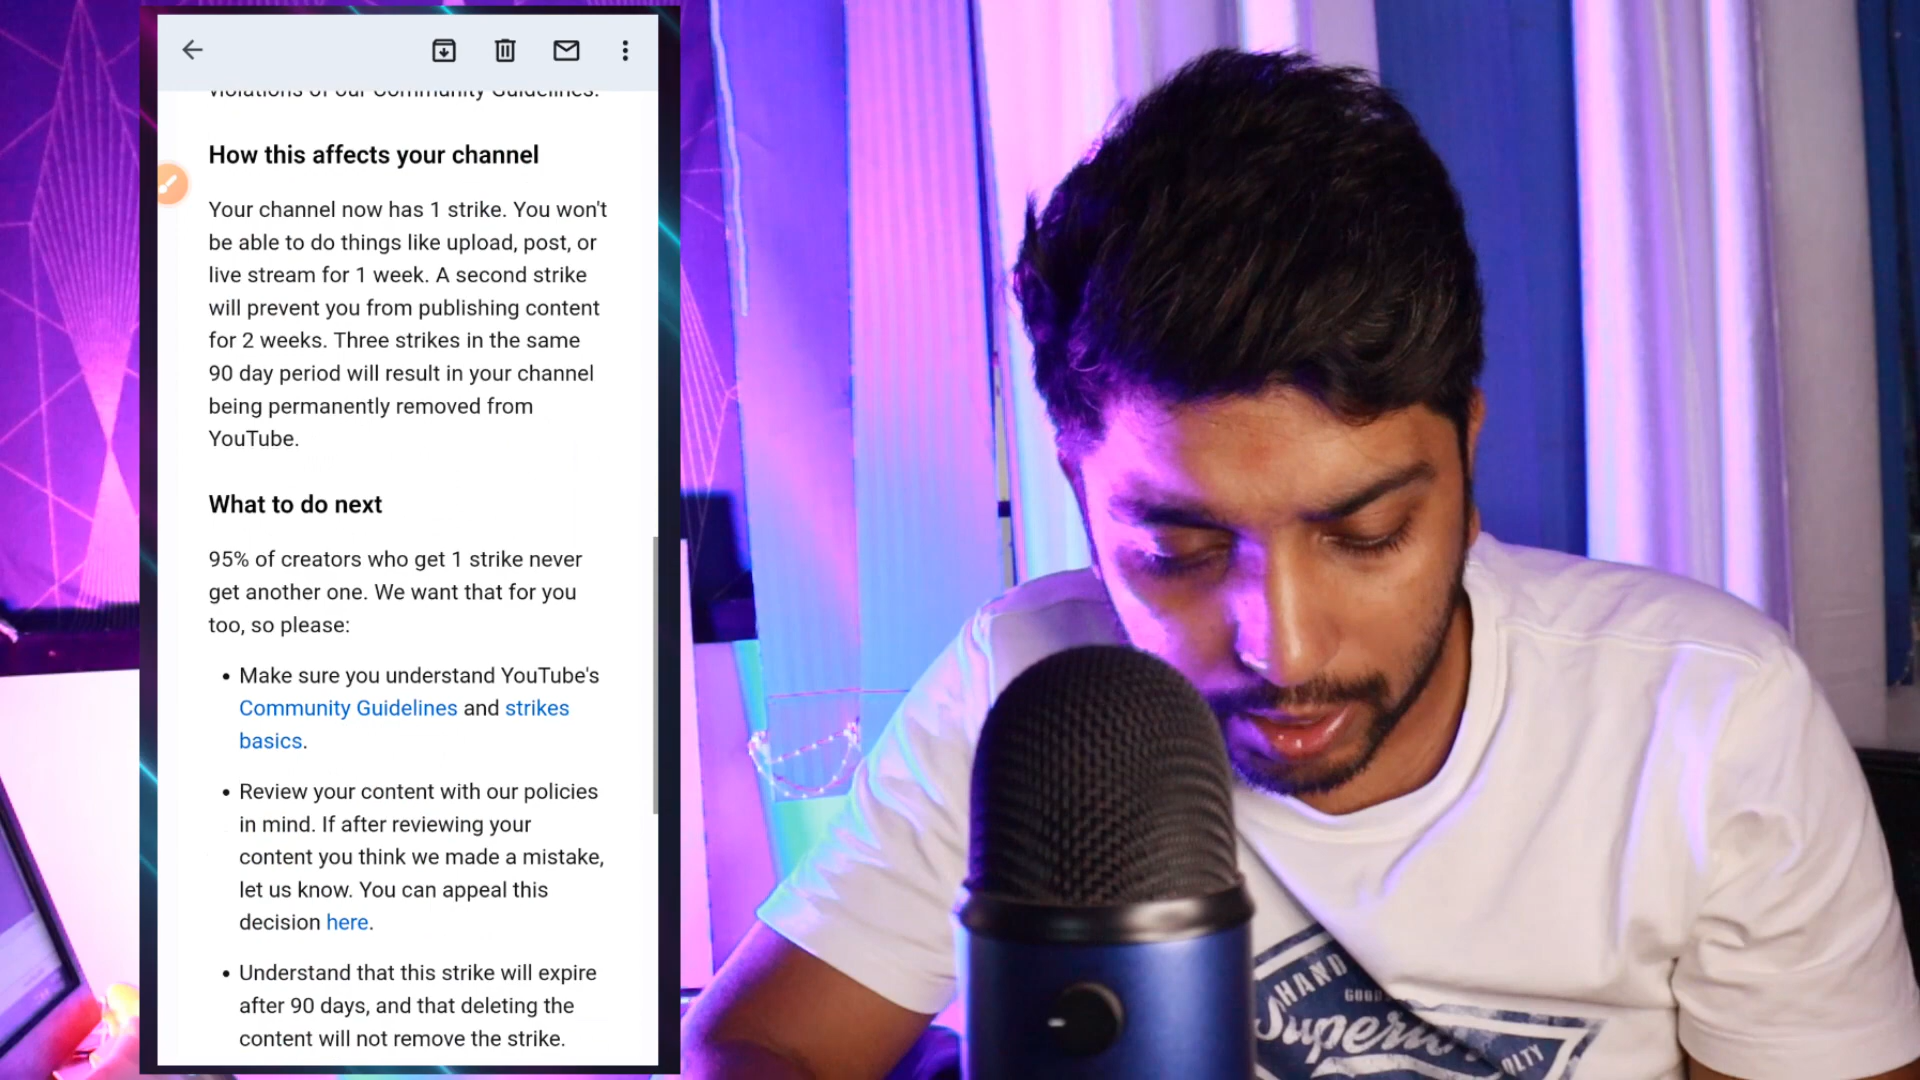 violations of our Community Guidelines.
How this affects your channel
Your channel now has 1 strike. You won't
be able to do things like upload, post, or
live stream for 1 week. A second strike
will prevent you from publishing content
for 2 weeks. Three strikes in the same
90 day period will result in your channel
being permanently removed from
YouTube.
What to do next
95% of creators who get 1 strike never
get another one. We want that for you
too, so please:
• Make sure you understand YouTube's
Community Guidelines and strikes
basics.
• Review your content with our policies
in mind. If after reviewing your
content you think we made a mistake,
let us know. You can appeal this
decision here.
• Understand that this strike will expire
after 90 days, and that deleting the
content will not remove the strike.
HAND